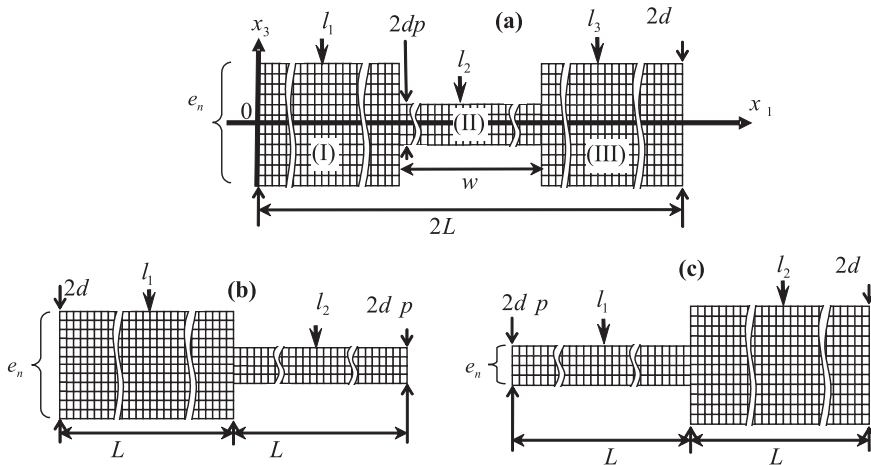 (a)
x₃
l₁
2dp
l₂
l₃
2d
eₙ
0
x₁
(I)
(II)
(III)
w
2L
(b)
2d
l₁
l₂
2d p
eₙ
L
L
(c)
2d p
l₁
l₂
2d
eₙ
L
L